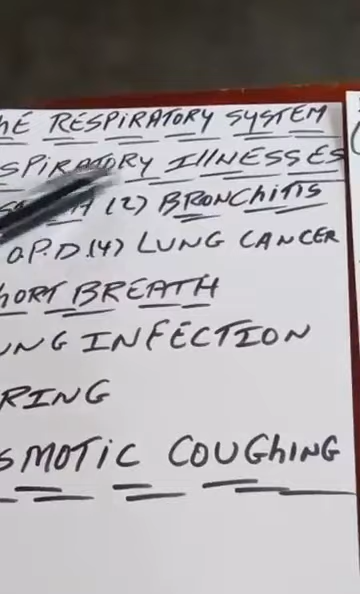 HE RESPIRATORY SYSTEM
SPIRATORY ILLNESSES
(2) BRONCHITIS
O.P.D (4) LUNG CANCER
HORT BREATH
UNG INFECTION
RING
SMOTIC COUGHING